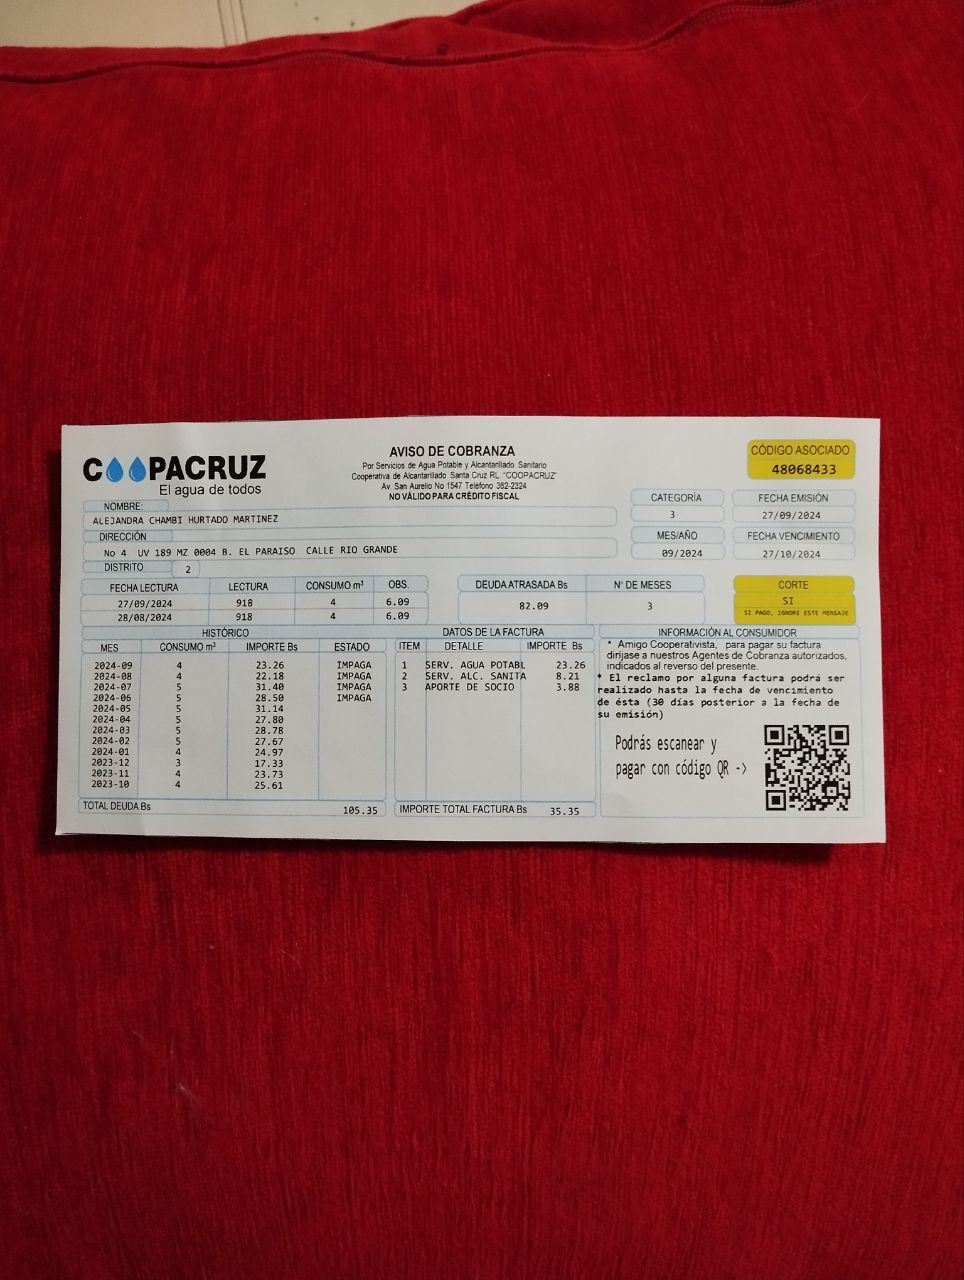 COOPACRUZ
El agua de todos
AVISO DE COBRANZA
Por Servicios de Agua Potable y Alcantarillado Sanitario
Cooperativa de Alcantarillado Santa Cruz RL. "COOPACRUZ"
Av. San Aurelio No 1547 Teléfono 362-2324
NO VÁLIDO PARA CRÉDITO FISCAL
CÓDIGO ASOCIADO
48068433
NOMBRE:
ALEJANDRA CHAMBI HURTADO MARTINEZ
CATEGORÍA FECHA EMISIÓN
3 27/09/2024
DIRECCIÓN
No 4 UV 189 MZ 0004 B. EL PARAISO CALLE RIO GRANDE
MES/AÑO FECHA VENCIMIENTO
09/2024 27/10/2024
DISTRITO 2
FECHA LECTURA LECTURA CONSUMO m³ OBS.
27/09/2024 918 4 6.09
28/08/2024 918 4 6.09
DEUDA ATRASADA Bs N° DE MESES
82.09 3
CORTE
SI
SI PAGO, IGNORE ESTE MENSAJE
HISTÓRICO
MES CONSUMO m³ IMPORTE Bs ESTADO
2024-09 4 23.26 IMPAGA
2024-08 4 22.18 IMPAGA
2024-07 5 31.40 IMPAGA
2024-06 5 28.50 IMPAGA
2024-05 5 31.14
2024-04 5 27.80
2024-03 5 28.78
2024-02 5 27.67
2024-01 4 24.97
2023-12 3 17.33
2023-11 4 23.73
2023-10 4 25.61
TOTAL DEUDA Bs 105.35
DATOS DE LA FACTURA
ITEM DETALLE IMPORTE Bs
1 SERV. AGUA POTABL 23.26
2 SERV. ALC. SANITA 8.21
3 APORTE DE SOCIO 3.88
IMPORTE TOTAL FACTURA Bs 35.35
INFORMACIÓN AL CONSUMIDOR
* Amigo Cooperativista, para pagar su factura
dirijase a nuestros Agentes de Cobranza autorizados,
indicados al reverso del presente.
* El reclamo por alguna factura podrá ser
realizado hasta la fecha de vencimiento
de ésta (30 días posterior a la fecha de
su emisión)
Podrás escanear y
pagar con código QR ->